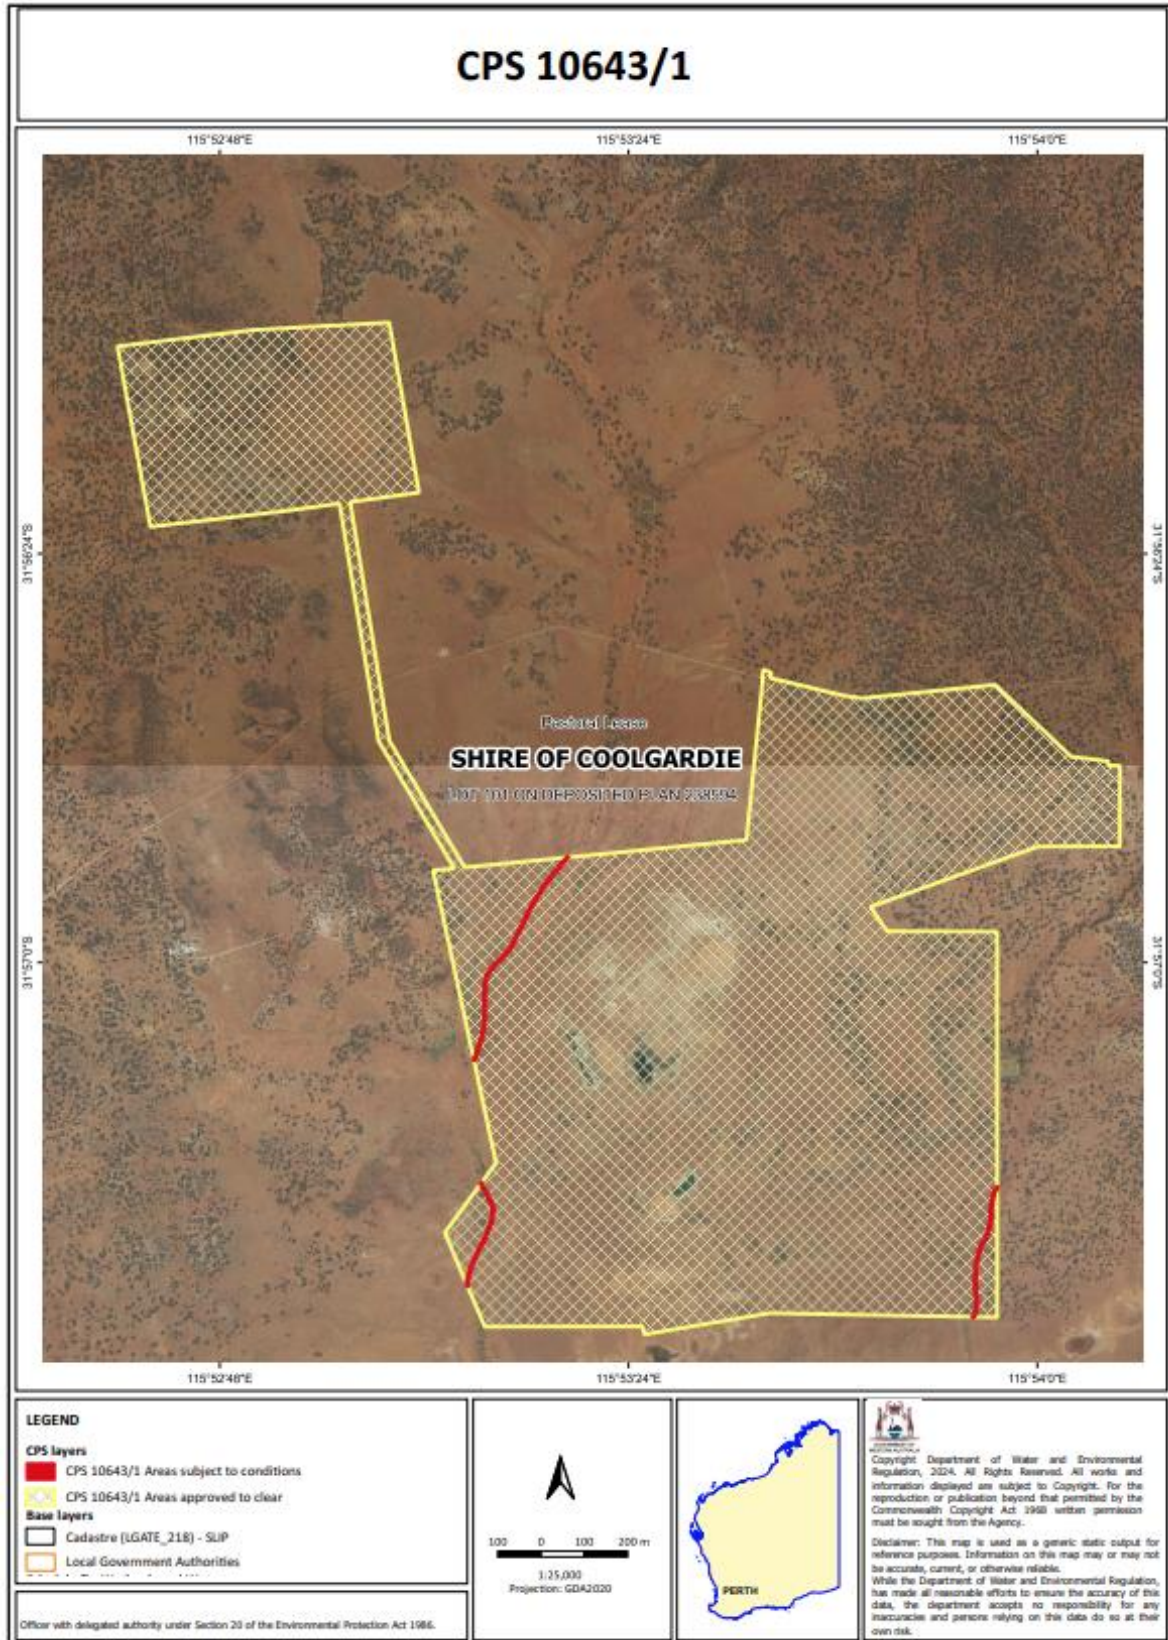 CPS 10643/1
115°52'48"E
115°53'24"E
115°54'0"E
31°56'24"S
31°56'24"S
Pastoral Lease
SHIRE OF COOLGARDIE
LOT 101 ON DEPOSITED PLAN 238594
31°57'0"S
31°57'0"S
115°52'48"E
115°53'24"E
115°54'0"E
LEGEND
CPS layers
CPS 10643/1 Areas subject to conditions
CPS 10643/1 Areas approved to clear
Base layers
Cadastre (LGATE_218) - SLIP
Local Government Authorities
Officer with delegated authority under Section 20 of the Environmental Protection Act 1986.
100 0 100 200 m
1:25,000
Projection: GDA2020
PERTH
GOVERNMENT OF
WESTERN AUSTRALIA
Copyright Department of Water and Environmental
Regulation, 2024. All Rights Reserved. All works and
information displayed are subject to Copyright. For the
reproduction or publication beyond that permitted by the
Commonwealth Copyright Act 1968 written permission
must be sought from the Agency.
Disclaimer: This map is used as a generic static output for
reference purposes. Information on this map may or may not
be accurate, current, or otherwise reliable.
While the Department of Water and Environmental Regulation,
has made all reasonable efforts to ensure the accuracy of this
data, the department accepts no responsibility for any
inaccuracies and persons relying on this data do so at their
own risk.